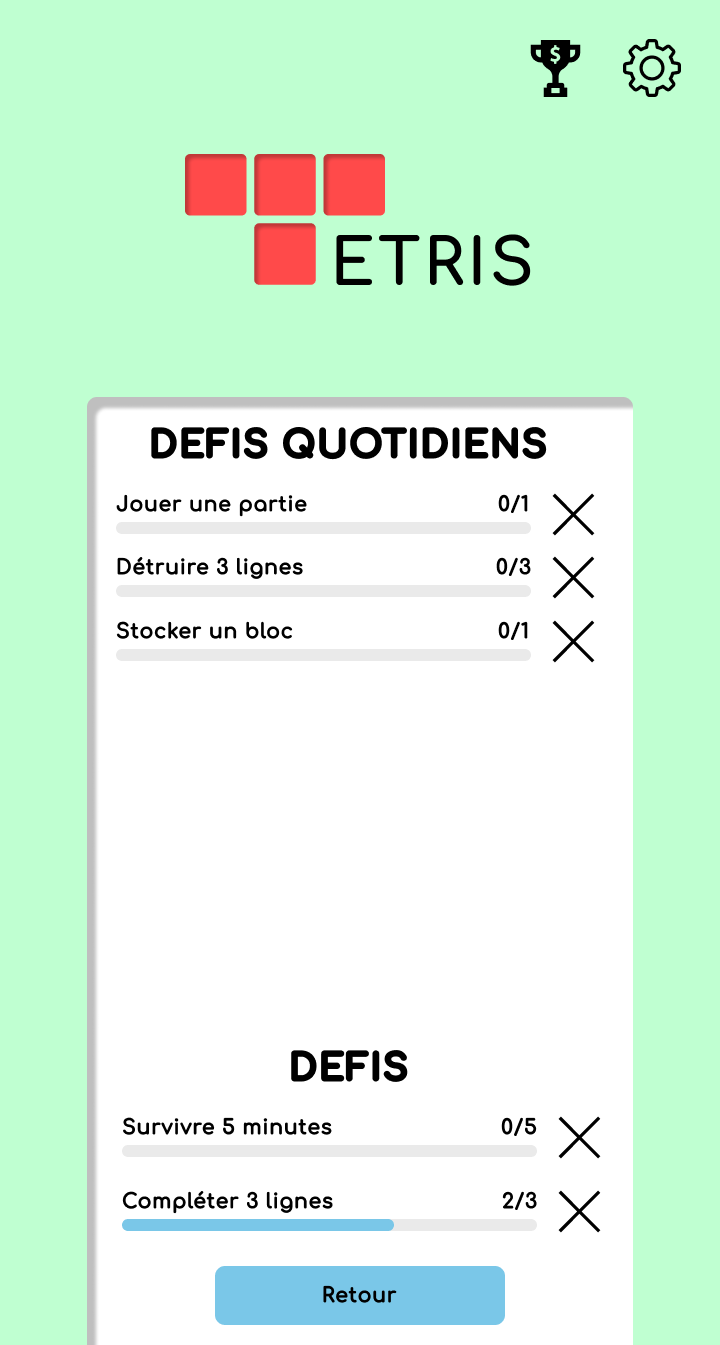 $
ETRIS
DEFIS QUOTIDIENS
Jouer une partie 0/1
Détruire 3 lignes 0/3
Stocker un bloc 0/1
DEFIS
Survivre 5 minutes 0/5
Compléter 3 lignes 2/3
Retour